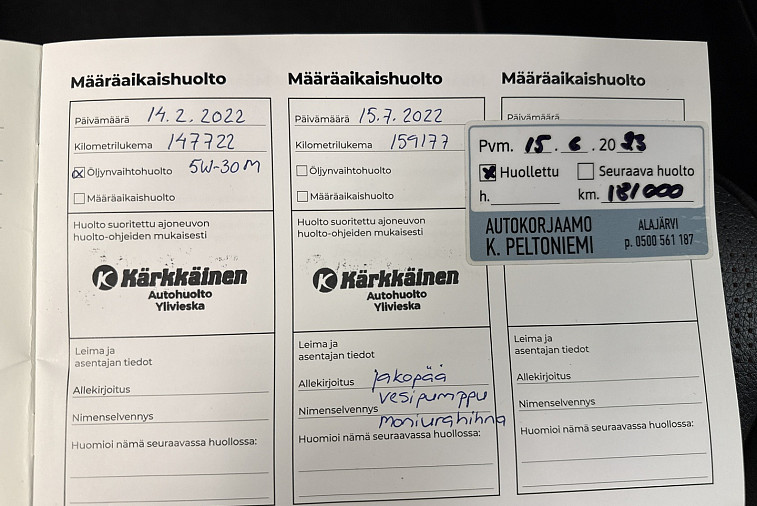 Määräaikaishuolto
Päivämäärä 14.2.2022
Kilometrilukema 147722
Öljynvaihtohuolto 5W-30 M
Määräaikaishuolto
Huolto suoritettu ajoneuvon
huolto-ohjeiden mukaisesti
Kärkkäinen
Autohuolto
Ylivieska
Leima ja
asentajan tiedot
Allekirjoitus
Nimenselvennys
Huomioi nämä seuraavassa huollossa:
Määräaikaishuolto
Päivämäärä 15.7.2022
Kilometrilukema 159177
Öljynvaihtohuolto
Määräaikaishuolto
Huolto suoritettu ajoneuvon
huolto-ohjeiden mukaisesti
Kärkkäinen
Autohuolto
Ylivieska
Leima ja
asentajan tiedot
Allekirjoitus jakopää
vesipumppu
Nimenselvennys
moniurahihna
Huomioi nämä seuraavassa huollossa:
Määräaikaishuolto
Päivämäärä
Pvm. 15.6.2023
Huollettu Seuraava huolto
h. km. 181000
AUTOKORJAAMO
K. PELTONIEMI
ALAJÄRVI
p. 0500 561 187
Leima ja
asentajan tiedot
Allekirjoitus
Nimenselvennys
Huomioi nämä seuraavassa huollossa: